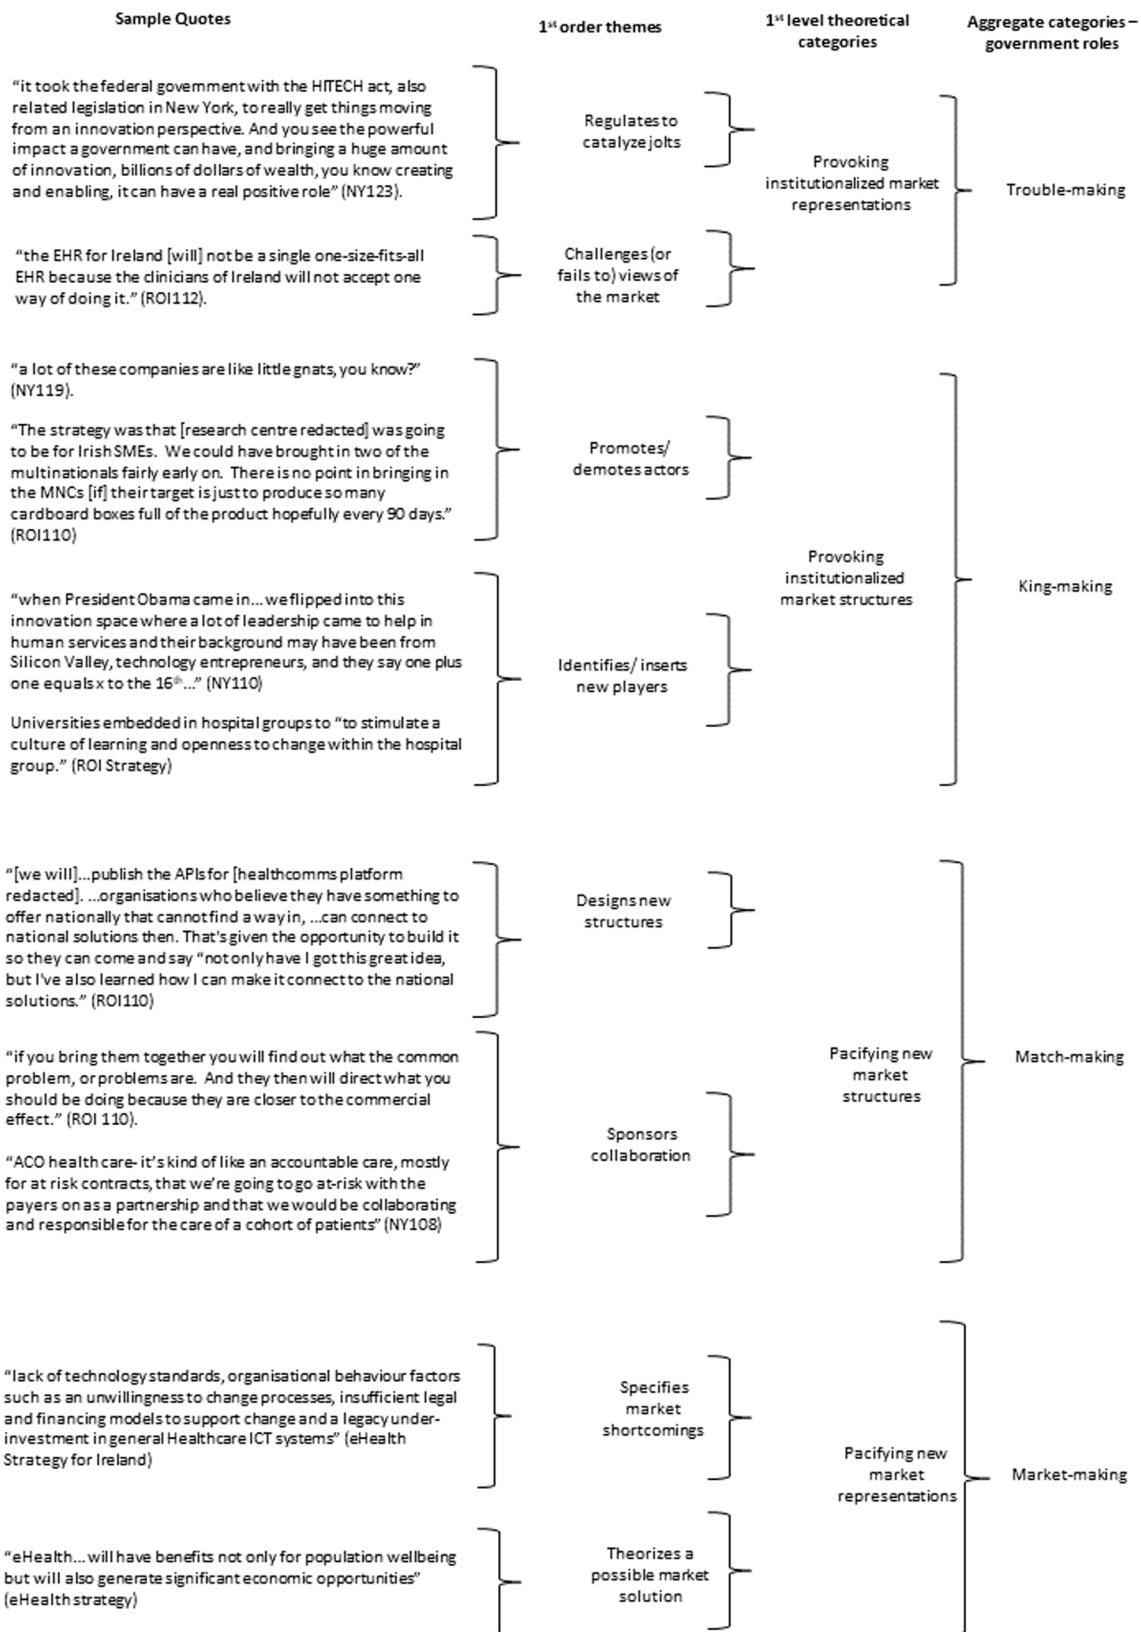 Sample Quotes
1st order themes
1st level theoretical
categories
Aggregate categories –
government roles
"it took the federal government with the HITECH act, also
related legislation in New York, to really get things moving
from an innovation perspective. And you see the powerful
impact a government can have, and bringing a huge amount
of innovation, billions of dollars of wealth, you know creating
and enabling, it can have a real positive role" (NY123).
Regulates to
catalyze jolts
"the EHR for Ireland [will] not be a single one-size-fits-all
EHR because the clinicians of Ireland will not accept one
way of doing it." (ROI112).
Challenges (or
fails to) views of
the market
Provoking
institutionalized market
representations
Trouble-making
"a lot of these companies are like little gnats, you know?"
(NY119).
"The strategy was that [research centre redacted] was going
to be for Irish SMEs. We could have brought in two of the
multinationals fairly early on. There is no point in bringing in
the MNCs [if] their target is just to produce so many
cardboard boxes full of the product hopefully every 90 days."
(ROI110)
Promotes/
demotes actors
"when President Obama came in... we flipped into this
innovation space where a lot of leadership came to help in
human services and their background may have been from
Silicon Valley, technology entrepreneurs, and they say one plus
one equals x to the 16th..." (NY110)
Universities embedded in hospital groups to "to stimulate a
culture of learning and openness to change within the hospital
group." (ROI Strategy)
Identifies/ inserts
new players
Provoking
institutionalized
market structures
King-making
"[we will]...publish the APIs for [healthcomms platform
redacted]. ...organisations who believe they have something to
offer nationally that cannot find a way in, ...can connect to
national solutions then. That's given the opportunity to build it
so they can come and say "not only have I got this great idea,
but I've also learned how I can make it connect to the national
solutions." (ROI110)
Designs new
structures
"if you bring them together you will find out what the common
problem, or problems are. And they then will direct what you
should be doing because they are closer to the commercial
effect." (ROI 110).
"ACO health care- it's kind of like an accountable care, mostly
for at risk contracts, that we're going to go at-risk with the
payers on as a partnership and that we would be collaborating
and responsible for the care of a cohort of patients" (NY108)
Sponsors
collaboration
Pacifying new
market
structures
Match-making
"lack of technology standards, organisational behaviour factors
such as an unwillingness to change processes, insufficient legal
and financing models to support change and a legacy under-
investment in general Healthcare ICT systems" (eHealth
Strategy for Ireland)
Specifies
market
shortcomings
"eHealth... will have benefits not only for population wellbeing
but will also generate significant economic opportunities"
(eHealth strategy)
Theorizes a
possible market
solution
Pacifying new
market
representations
Market-making